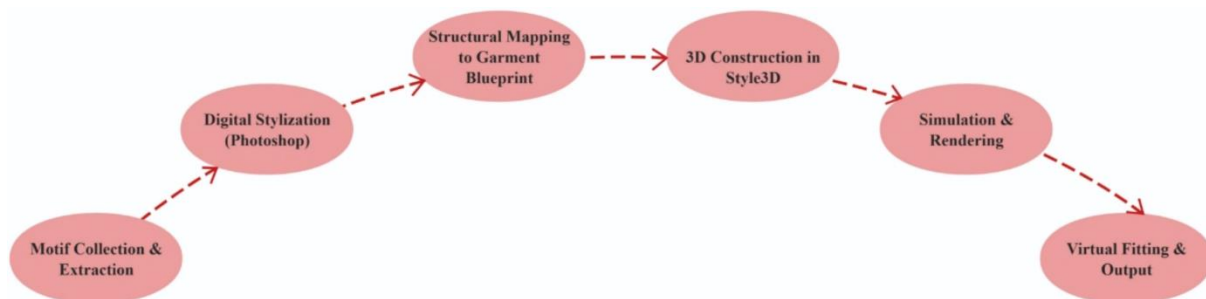 Motif Collection &
Extraction
Digital Stylization
(Photoshop)
Structural Mapping
to Garment
Blueprint
3D Construction in
Style3D
Simulation &
Rendering
Virtual Fitting &
Output